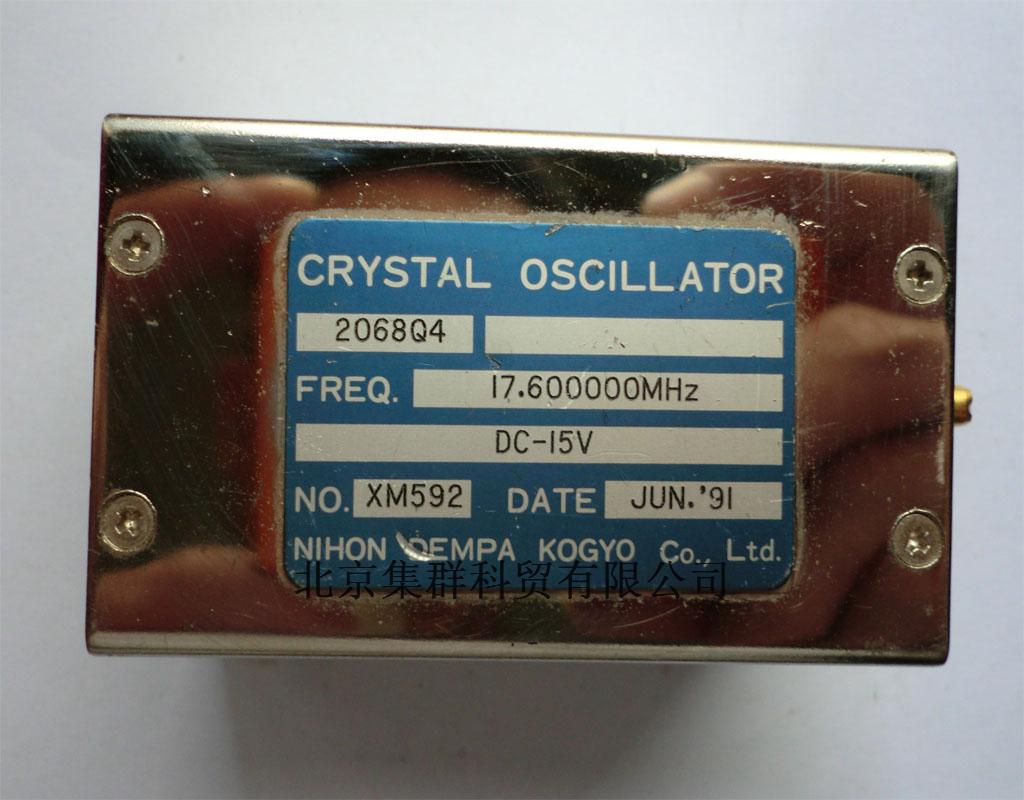 CRYSTAL OSCILLATOR
2068Q4
FREQ. 17.600000MHz
DC-15V
NO. XM592 DATE JUN.'91
NIHON DEMPA KOGYO Co., Ltd.
北京集群科贸有限公司